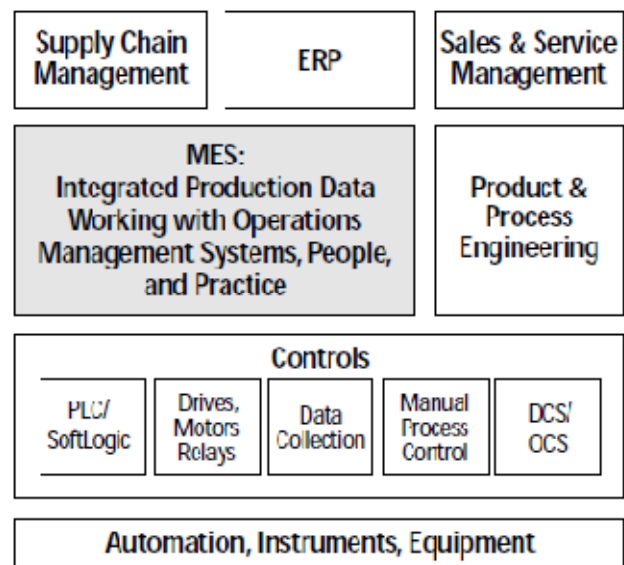 Supply Chain
Management
ERP
Sales & Service
Management
MES:
Integrated Production Data
Working with Operations
Management Systems, People,
and Practice
Product &
Process
Engineering
Controls
PLC/
SoftLogic
Drives,
Motors
Relays
Data
Collection
Manual
Process
Control
DCS/
OCS
Automation, Instruments, Equipment